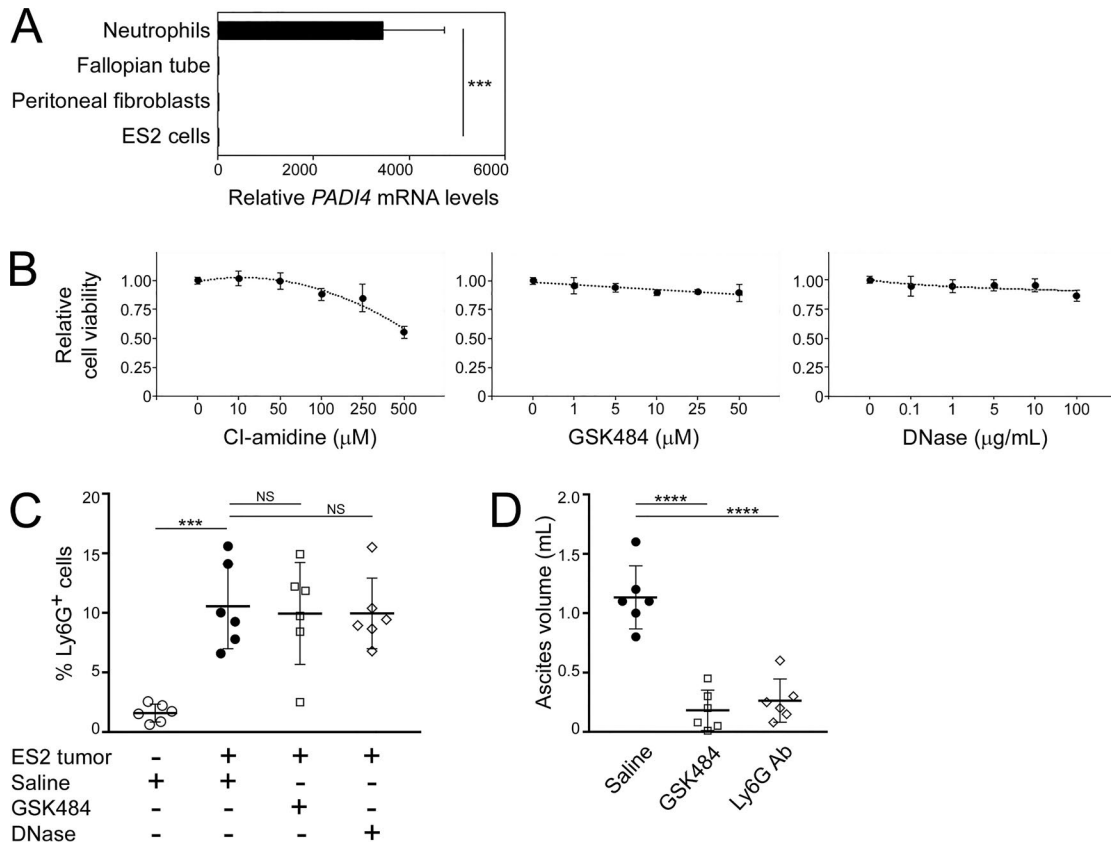 A
Neutrophils
Fallopian tube
Peritoneal fibroblasts
ES2 cells
***
0 2000 4000 6000
Relative PADI4 mRNA levels
B
Relative cell viability
1.00
0.75
0.50
0.25
0
0 10 50 100 250 500
Cl-amidine (μM)
1.00
0.75
0.50
0.25
0
0 1 5 10 25 50
GSK484 (μM)
1.00
0.75
0.50
0.25
0
0 0.1 1 5 10 100
DNase (μg/mL)
C
% Ly6G+ cells
20
15
10
5
0
NS
*** NS
ES2 tumor - + + +
Saline + + - -
GSK484 - - + -
DNase - - - +
D
Ascites volume (mL)
2.0
1.5
1.0
0.5
0
****
****
Saline
GSK484
Ly6G Ab